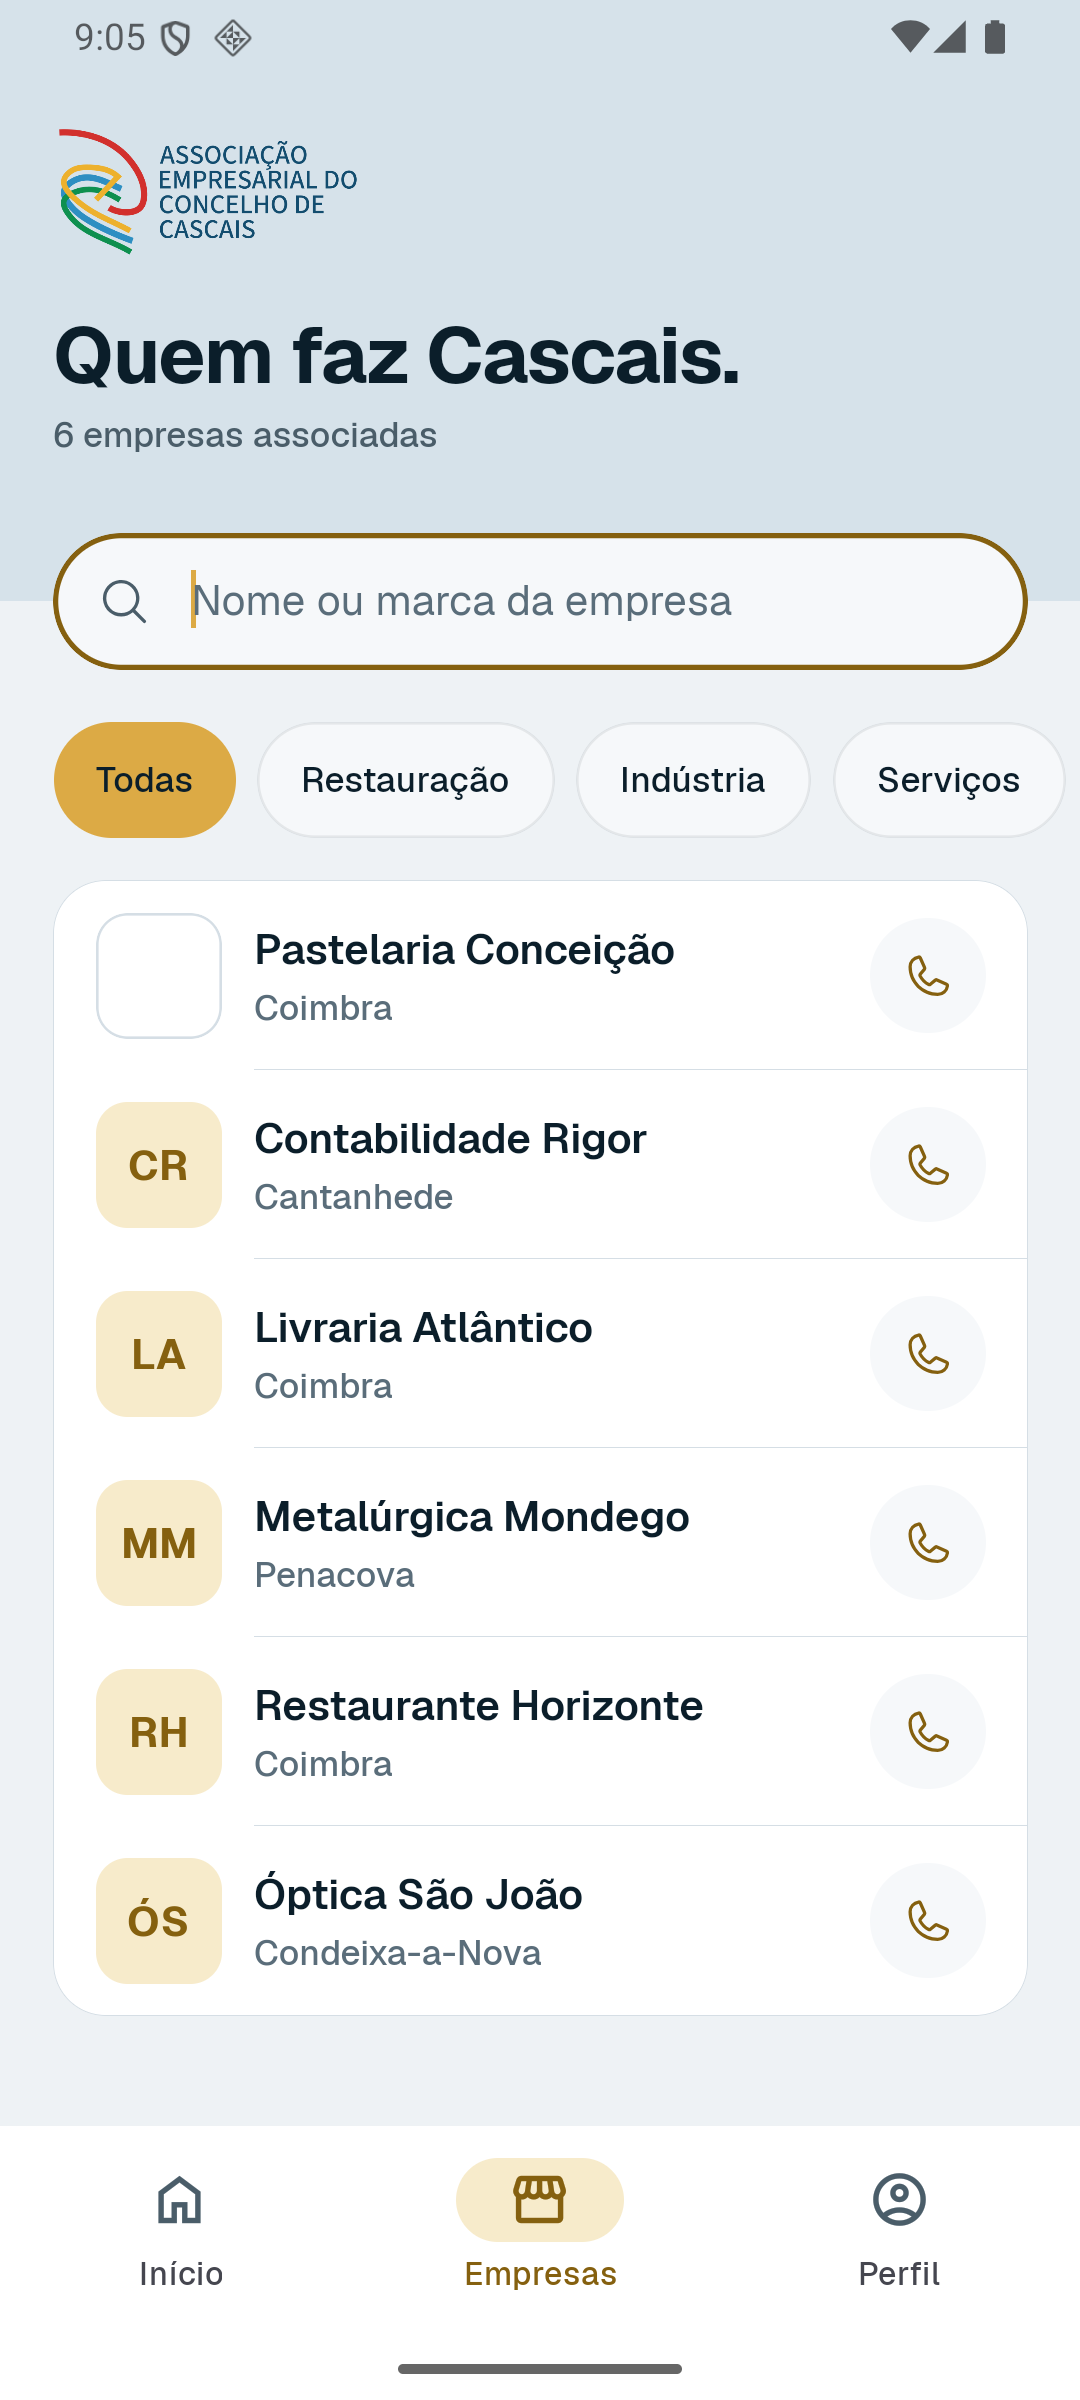 9:05
ASSOCIAÇÃO
EMPRESARIAL DO
CONCELHO DE
CASCAIS
Quem faz Cascais.
6 empresas associadas
Nome ou marca da empresa
Todas
Restauração
Indústria
Serviços
Pastelaria Conceição
Coimbra
CR
Contabilidade Rigor
Cantanhede
LA
Livraria Atlântico
Coimbra
MM
Metalúrgica Mondego
Penacova
RH
Restaurante Horizonte
Coimbra
ÓS
Óptica São João
Condeixa-a-Nova
Início
Empresas
Perfil